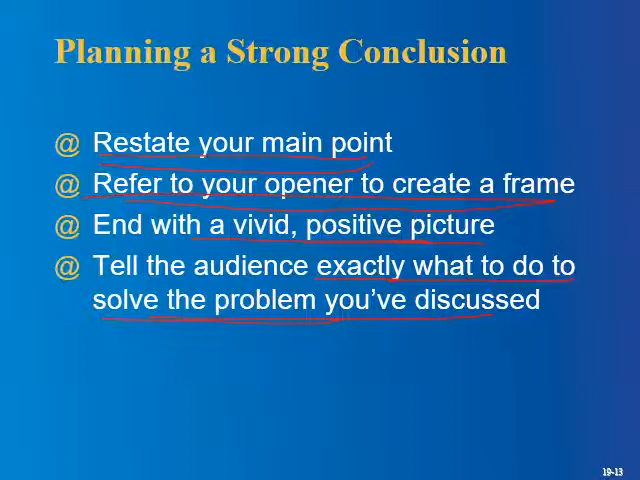 Planning a Strong Conclusion
@ Restate your main point
@ Refer to your opener to create a frame
@ End with a vivid, positive picture
@ Tell the audience exactly what to do to
solve the problem you’ve discussed
19-13